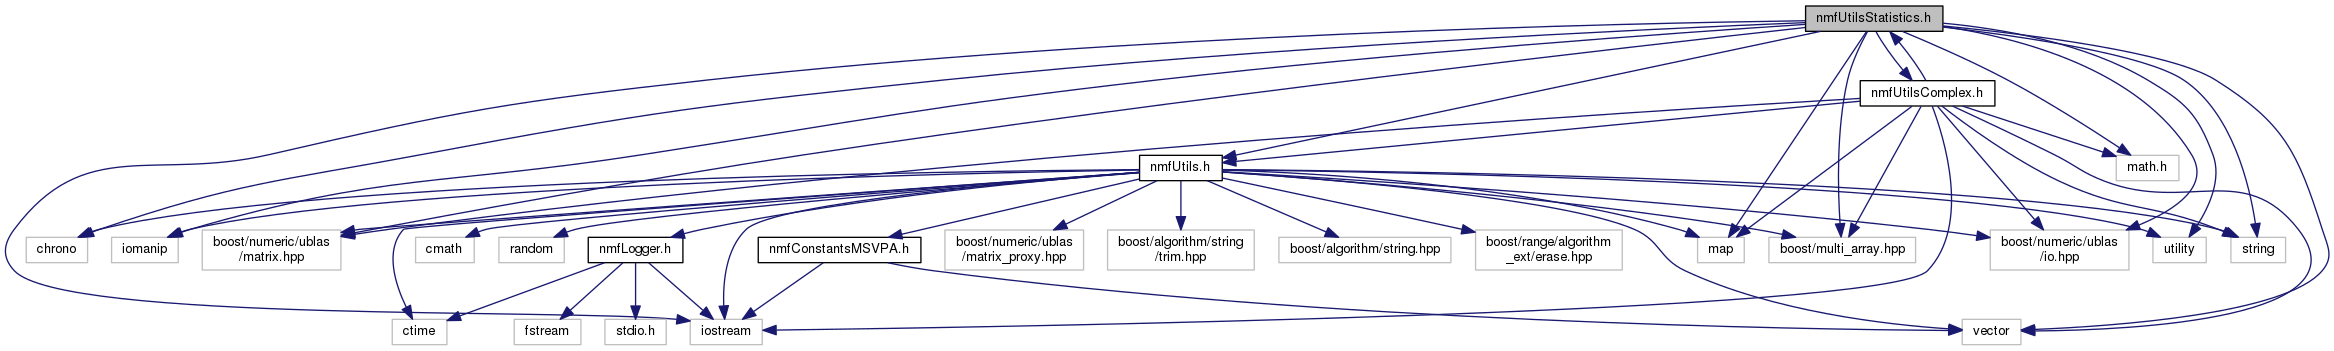 nmfUtilsStatistics.h
nmfUtilsComplex.h
nmfUtils.h
math.h
chrono
iomanip
boost/numeric/ublas
/matrix.hpp
cmath
random
nmfLogger.h
nmfConstantsMSVPA.h
boost/numeric/ublas
/matrix_proxy.hpp
boost/algorithm/string
/trim.hpp
boost/algorithm/string.hpp
boost/range/algorithm
_ext/erase.hpp
map
boost/multi_array.hpp
boost/numeric/ublas
/io.hpp
utility
string
ctime
fstream
stdio.h
iostream
vector